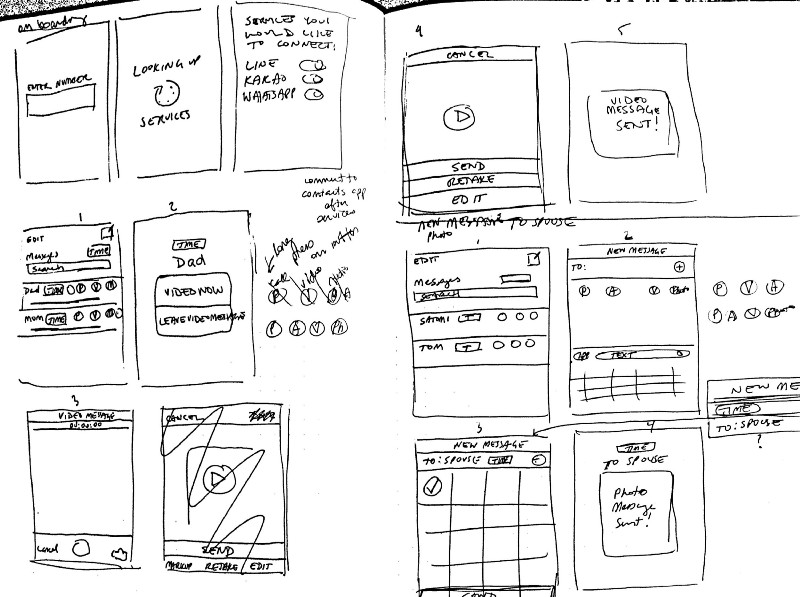 on boarding
ENTER NUMBER
LOOKING UP
SERVICES
SERVICES YOU
WOULD LIKE
TO CONNECT:
LINE
KAKAO
WHATSAPP
connect to
contacts app
after
services
1
EDIT
Messages
TIME
SEARCH
Dad TIME P V
MOM TIME P V
2
TIME
Dad
VIDEO NOW
LEAVE VIDEO MESSAGE
Long
press
on
P V A
P A V Ph
3
VIDEO MESSAGE
00:00:00
Cancel
CANCEL
SEND
MARKUP RETAKE EDIT
4
CANCEL
SEND
RETAKE
EDIT
5
VIDEO
MESSAGE
SENT!
NEW MESSAGE TO SPOUSE
Photo
1
EDIT
MESSAGES
SEARCH
SATOMI T
TOM T
2
NEW MESSAGE
TO: +
P A V Photo
APP TEXT
P V A
P A V Photo
NEW ME
TIME
TO: SPOUSE
?
3
NEW MESSAGE
TO: SPOUSE TIME +
SEND
4
TIME
TO SPOUSE
Photo
Message
Sent!